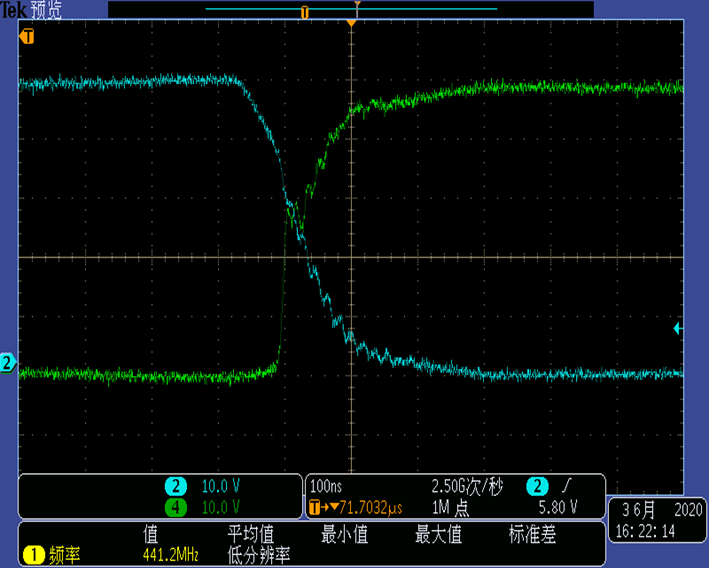 Tek 预览
T
T
2
2 10.0 V
4 10.0 V
100ns 2.50G次/秒 2
T→▼71.7032μs 1M 点 5.80 V
3 6月 2020
16:22:14
值 平均值 最小值 最大值 标准差
1 频率 441.2MHz 低分辨率